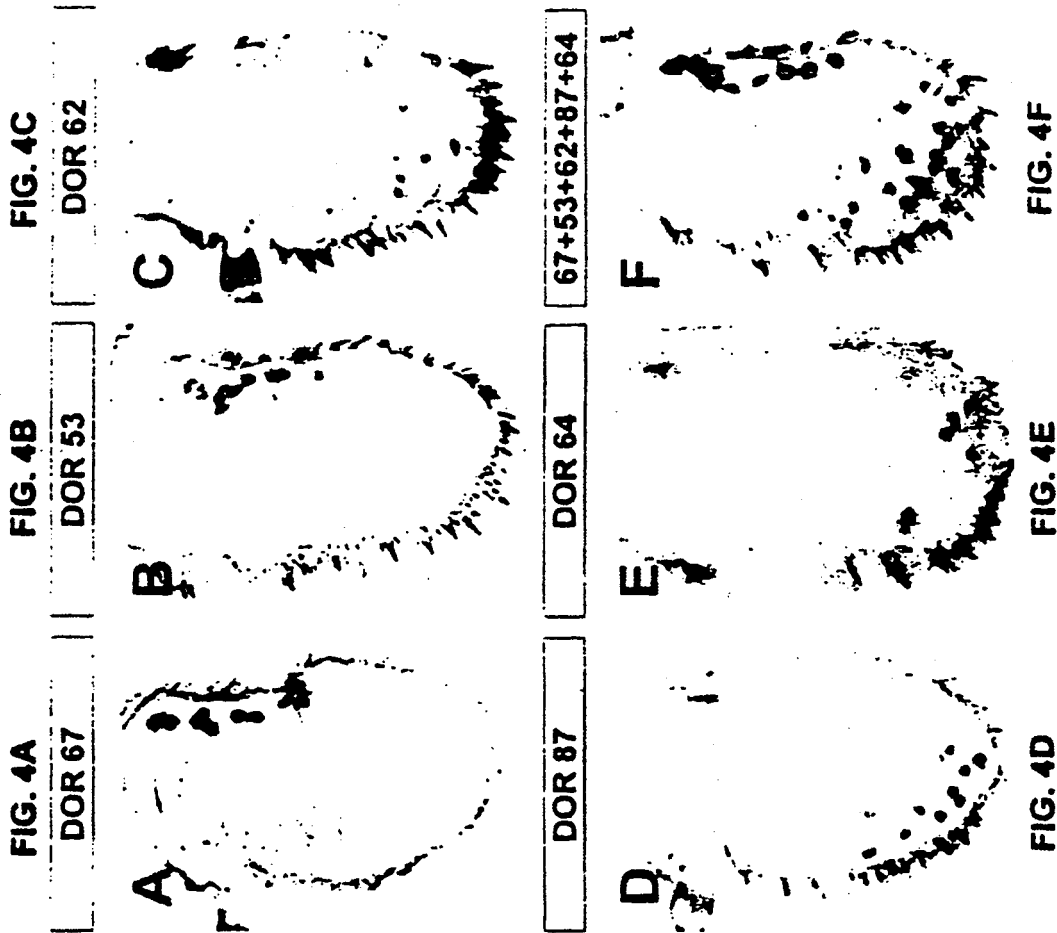 FIG. 4A
DOR 67
A
FIG. 4B
DOR 53
B
FIG. 4C
DOR 62
C
DOR 87
D
FIG. 4D
DOR 64
E
FIG. 4E
67+53+62+87+64
F
FIG. 4F